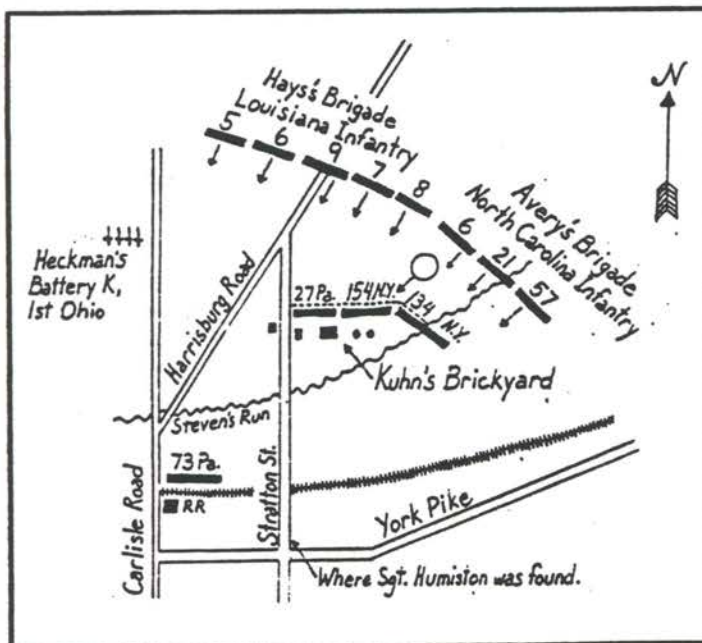 N
Hays's Brigade
Louisiana Infantry
5 6 9 7 8
Avery's Brigade
North Carolina Infantry
6 21 57
Heckman's
Battery K,
1st Ohio
Harrisburg Road
27 Pa. 154 N.Y. 134 N.Y.
Kuhn's Brickyard
Steven's Run
73 Pa.
RR
Stratton St.
Carlisle Road
York Pike
Where Sgt. Humiston was found.